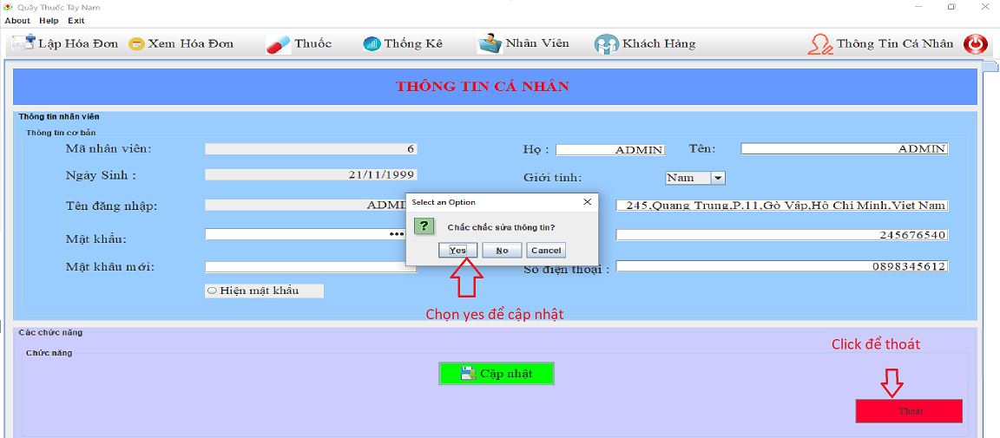 Quầy Thuốc Tây Nam
About Help Exit
Lập Hóa Đơn Xem Hóa Đơn Thuốc Thống Kê Nhân Viên Khách Hàng Thông Tin Cá Nhân
THÔNG TIN CÁ NHÂN
Thông tin nhân viên
Thông tin cơ bản
Mã nhân viên: 6 Họ : ADMIN Tên: ADMIN
Ngày Sinh : 21/11/1999 Giới tính: Nam
Tên đăng nhập: ADMI 245,Quang Trung,P.11,Gò Vấp,Hồ Chí Minh,Viet Nam
Select an Option
Chắc chắc sửa thông tin?
Yes No Cancel
Mật khẩu: ••• 245676540
Mật khẩu mới: Số điện thoại : 0898345612
Hiện mật khẩu
Chọn yes để cập nhật
Các chức năng
Chức năng
Click để thoát
Cập nhật
Thoát